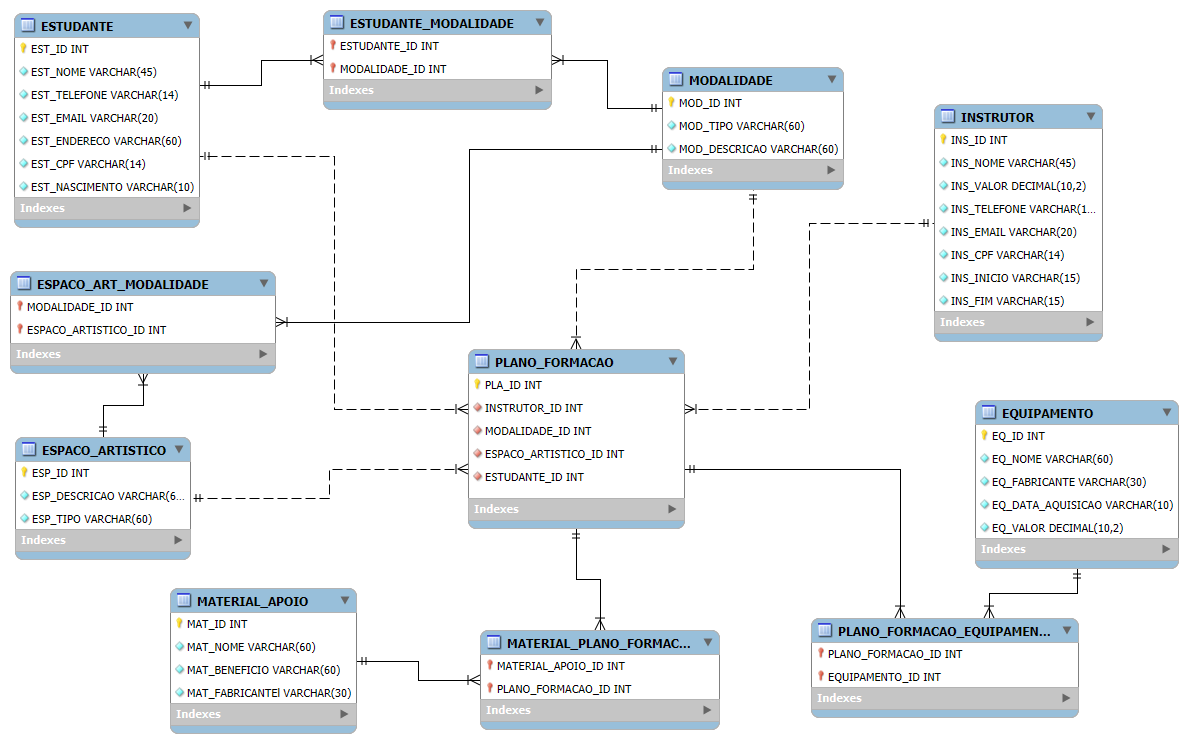 ESTUDANTE
EST_ID INT
EST_NOME VARCHAR(45)
EST_TELEFONE VARCHAR(14)
EST_EMAIL VARCHAR(20)
EST_ENDERECO VARCHAR(60)
EST_CPF VARCHAR(14)
EST_NASCIMENTO VARCHAR(10)
Indexes
ESTUDANTE_MODALIDADE
ESTUDANTE_ID INT
MODALIDADE_ID INT
Indexes
MODALIDADE
MOD_ID INT
MOD_TIPO VARCHAR(60)
MOD_DESCRICAO VARCHAR(60)
Indexes
INSTRUTOR
INS_ID INT
INS_NOME VARCHAR(45)
INS_VALOR DECIMAL(10,2)
INS_TELEFONE VARCHAR(1...
INS_EMAIL VARCHAR(20)
INS_CPF VARCHAR(14)
INS_INICIO VARCHAR(15)
INS_FIM VARCHAR(15)
Indexes
ESPACO_ART_MODALIDADE
MODALIDADE_ID INT
ESPACO_ARTISTICO_ID INT
Indexes
PLANO_FORMACAO
PLA_ID INT
INSTRUTOR_ID INT
MODALIDADE_ID INT
ESPACO_ARTISTICO_ID INT
ESTUDANTE_ID INT
Indexes
ESPACO_ARTISTICO
ESP_ID INT
ESP_DESCRICAO VARCHAR(6...
ESP_TIPO VARCHAR(60)
Indexes
EQUIPAMENTO
EQ_ID INT
EQ_NOME VARCHAR(60)
EQ_FABRICANTE VARCHAR(30)
EQ_DATA_AQUISICAO VARCHAR(10)
EQ_VALOR DECIMAL(10,2)
Indexes
MATERIAL_APOIO
MAT_ID INT
MAT_NOME VARCHAR(60)
MAT_BENEFICIO VARCHAR(60)
MAT_FABRICANTEl VARCHAR(30)
Indexes
MATERIAL_PLANO_FORMAC...
MATERIAL_APOIO_ID INT
PLANO_FORMACAO_ID INT
Indexes
PLANO_FORMACAO_EQUIPAMEN...
PLANO_FORMACAO_ID INT
EQUIPAMENTO_ID INT
Indexes